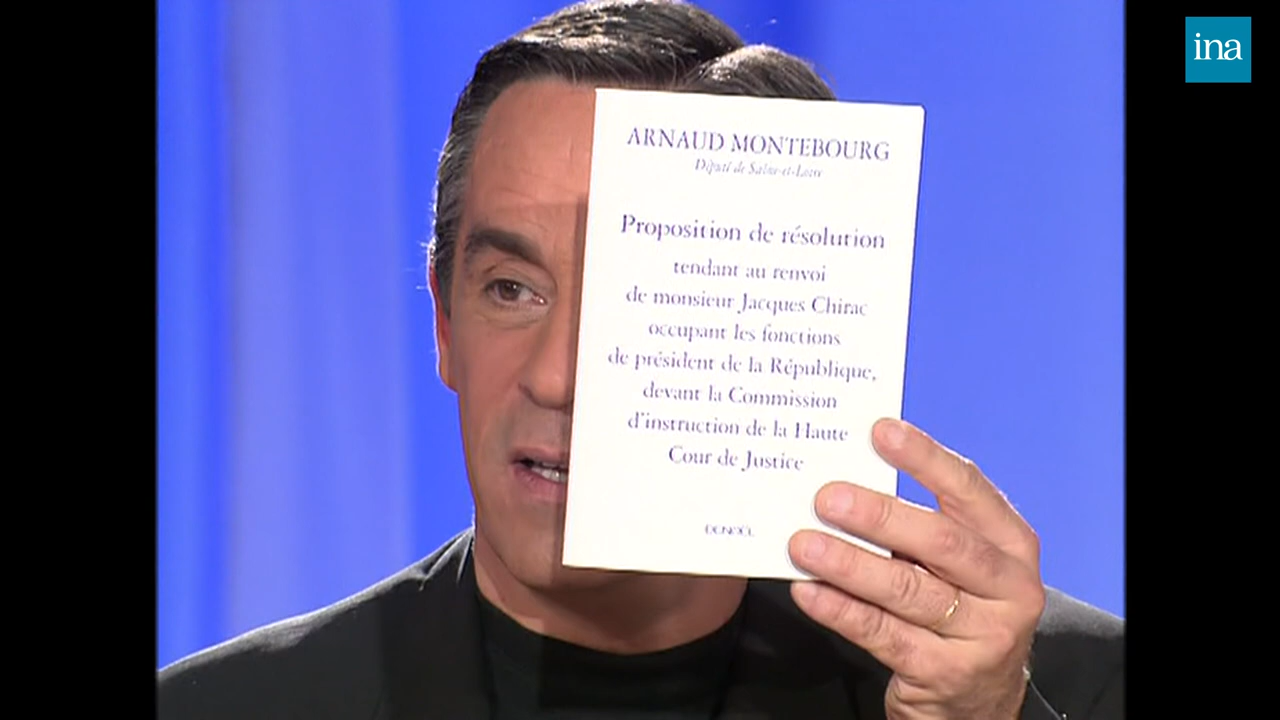 ina
ARNAUD MONTEBOURG
Député de Saône-et-Loire
Proposition de résolution
tendant au renvoi
de monsieur Jacques Chirac
occupant les fonctions
de président de la République,
devant la Commission
d'instruction de la Haute
Cour de Justice
DENOËL